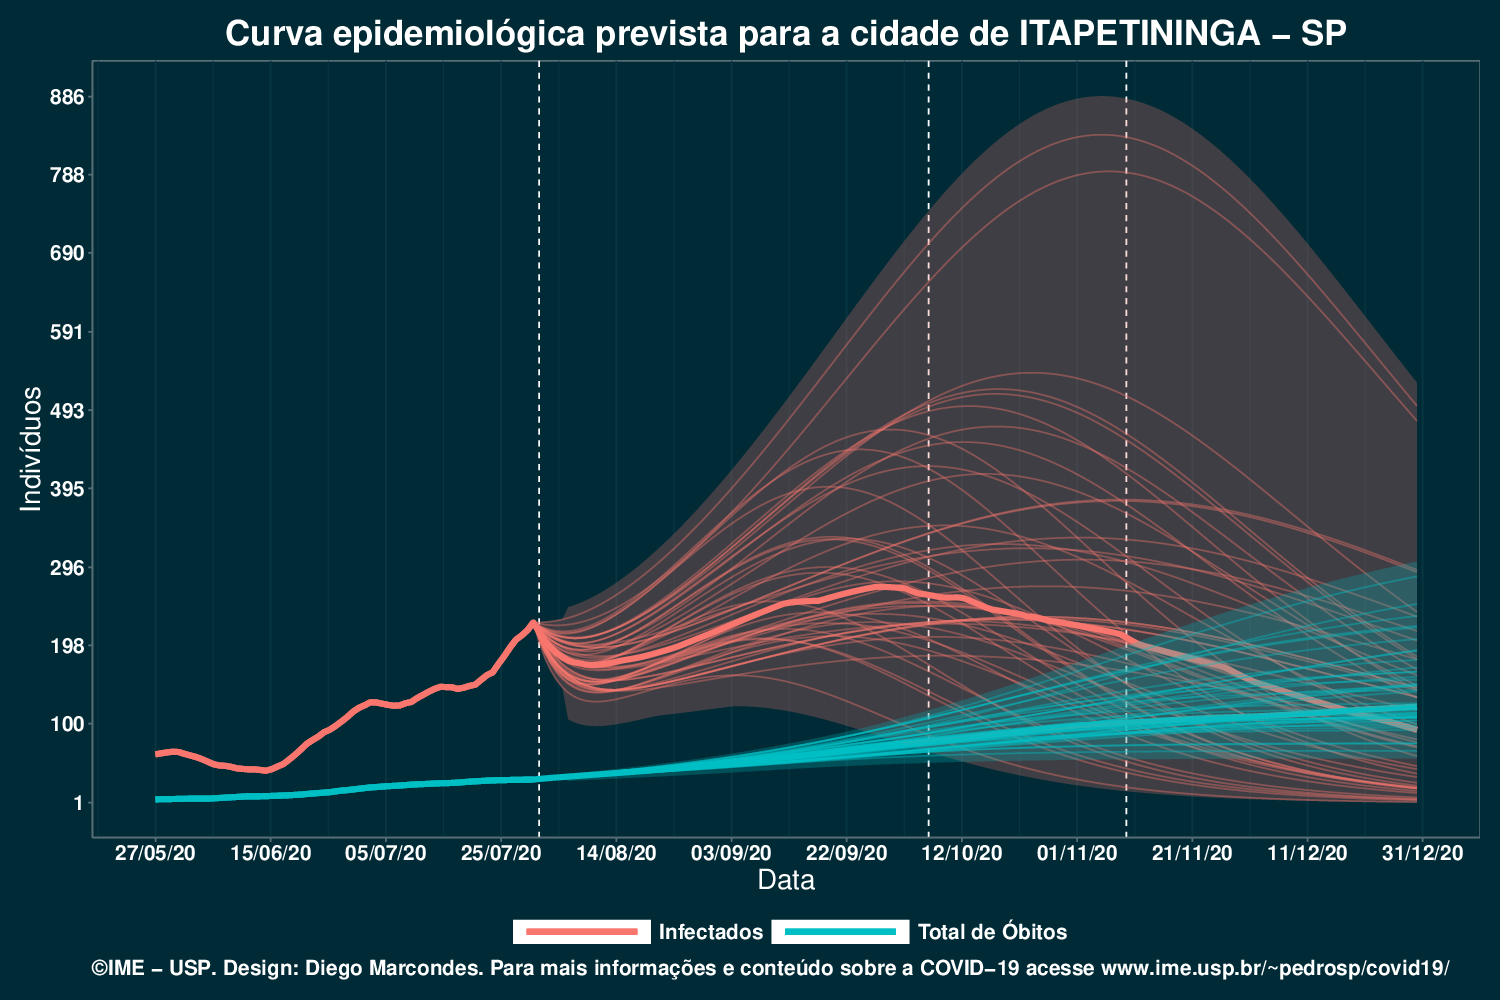 Curva epidemiológica prevista para a cidade de ITAPETININGA – SP
886
788
690
591
493
395
296
198
100
1
Indivíduos
27/05/20 15/06/20 05/07/20 25/07/20 14/08/20 03/09/20 22/09/20 12/10/20 01/11/20 21/11/20 11/12/20 31/12/20
Data
Infectados Total de Óbitos
©IME – USP. Design: Diego Marcondes. Para mais informações e conteúdo sobre a COVID–19 acesse www.ime.usp.br/~pedrosp/covid19/